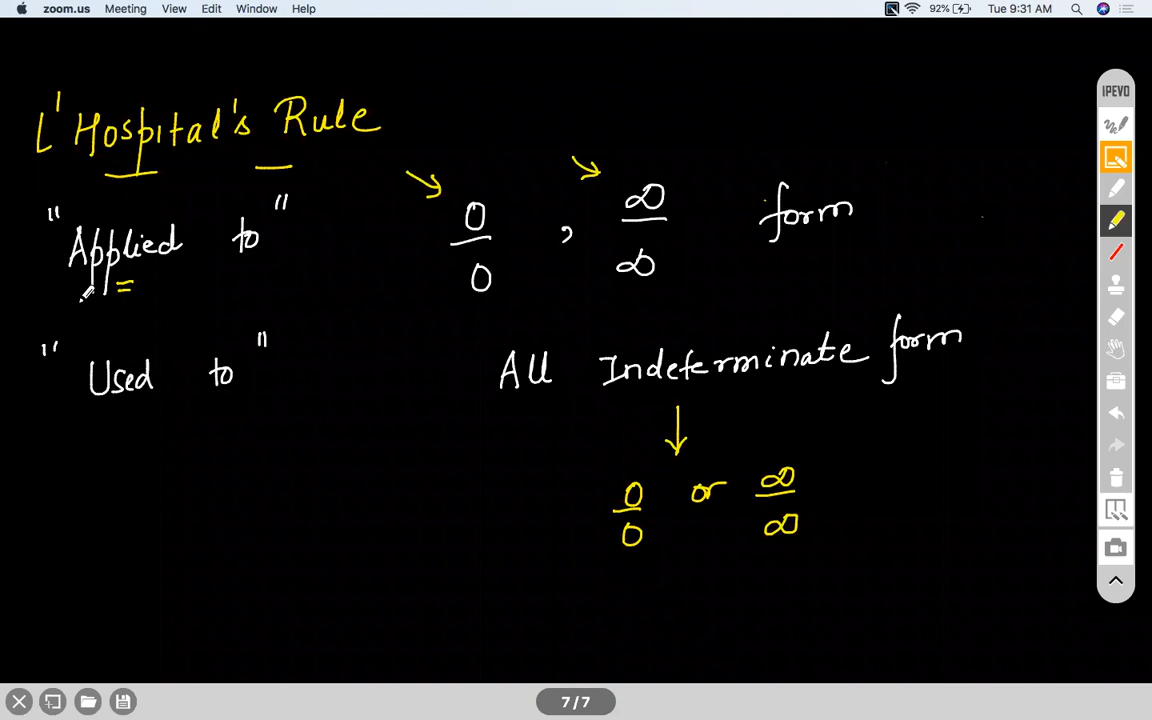 zoom.us Meeting View Edit Window Help 92% Tue 9:31 AM
IPEVO
L'Hospital's Rule
"Applied to" 0/0 , ∞/∞ form
"Used to" All Indeterminate form
0/0 or ∞/∞
7/7